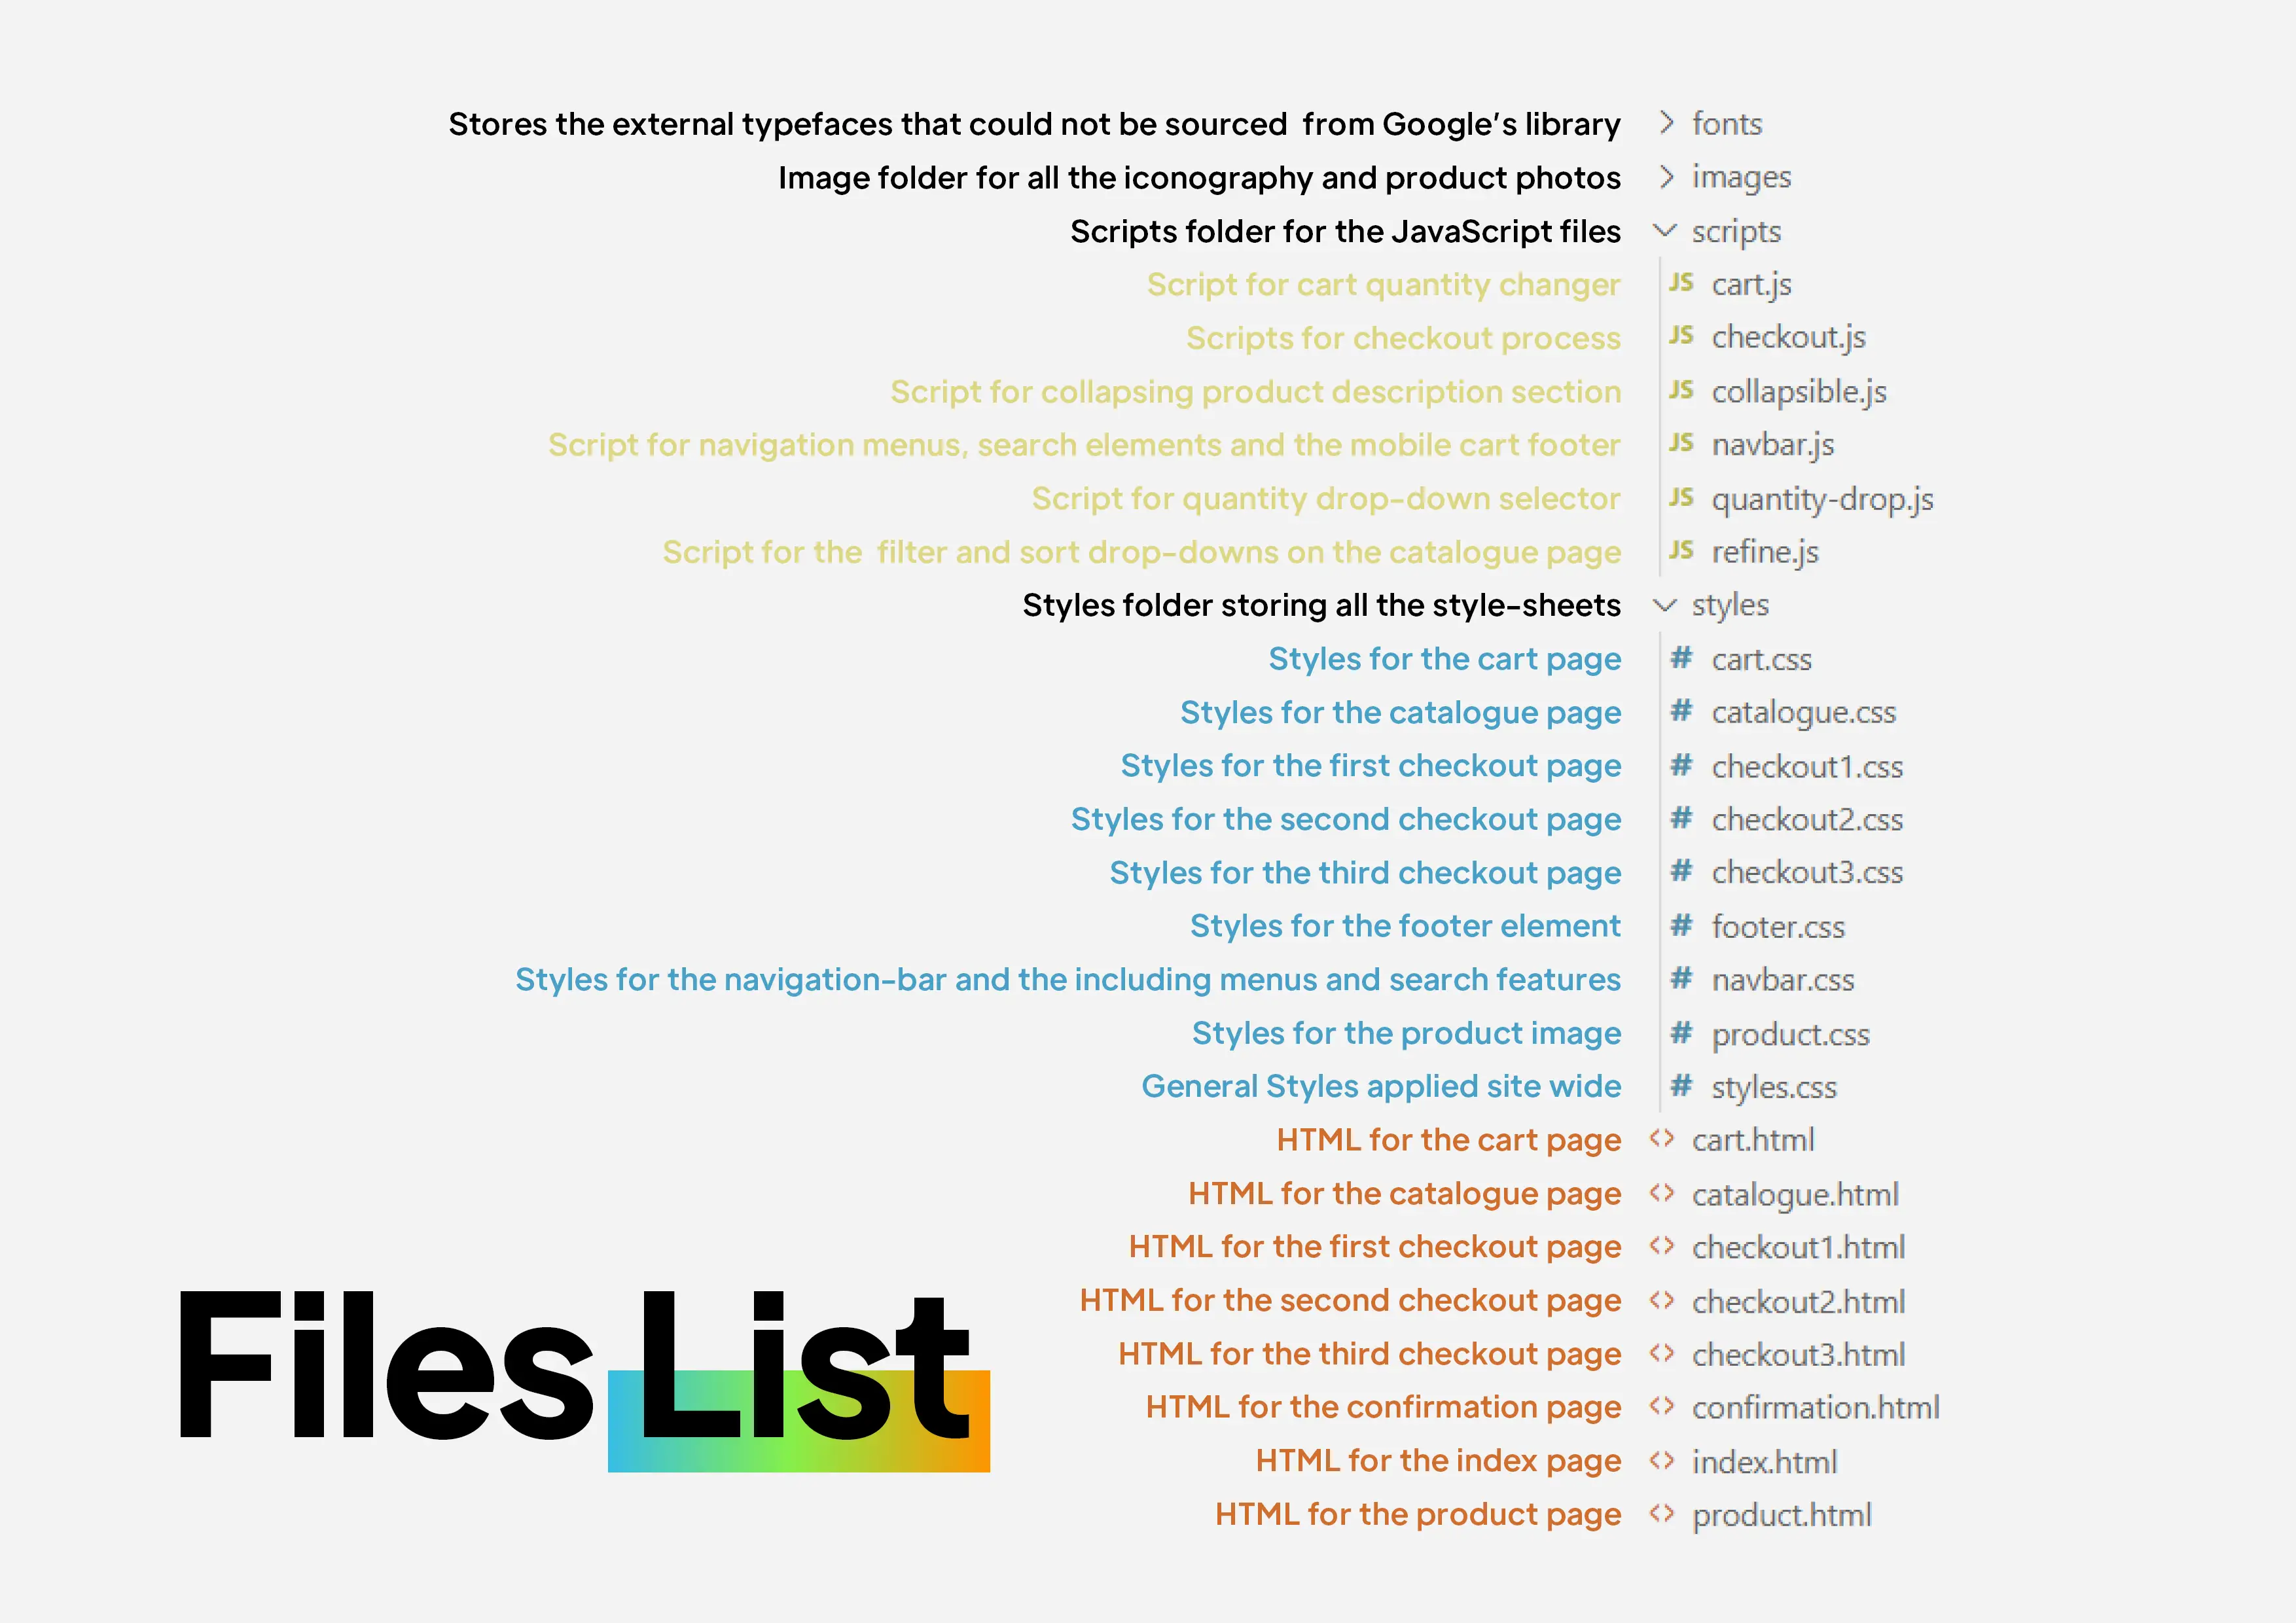 Stores the external typefaces that could not be sourced from Google's library > fonts
Image folder for all the iconography and product photos > images
Scripts folder for the JavaScript files scripts
Script for cart quantity changer JS cart.js
Scripts for checkout process JS checkout.js
Script for collapsing product description section JS collapsible.js
Script for navigation menus, search elements and the mobile cart footer JS navbar.js
Script for quantity drop-down selector JS quantity-drop.js
Script for the filter and sort drop-downs on the catalogue page JS refine.js
Styles folder storing all the style-sheets styles
Styles for the cart page # cart.css
Styles for the catalogue page # catalogue.css
Styles for the first checkout page # checkout1.css
Styles for the second checkout page # checkout2.css
Styles for the third checkout page # checkout3.css
Styles for the footer element # footer.css
Styles for the navigation-bar and the including menus and search features # navbar.css
Styles for the product image # product.css
General Styles applied site wide # styles.css
HTML for the cart page <> cart.html
HTML for the catalogue page <> catalogue.html
HTML for the first checkout page <> checkout1.html
HTML for the second checkout page <> checkout2.html
HTML for the third checkout page <> checkout3.html
HTML for the confirmation page <> confirmation.html
HTML for the index page <> index.html
HTML for the product page <> product.html
Files List